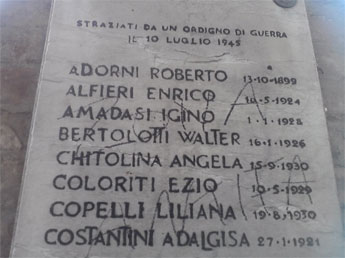 STRAZIATI DA UN ORDIGNO DI GUERRA
IL 10 LUGLIO 1945
ADORNI ROBERTO 13-10-1899
ALFIERI ENRICO 10-5-1924
AMADASI IGINO 1-1-1928
BERTOLOTTI WALTER 16-1-1926
CHITOLINA ANGELA 15-9-1930
COLORITI EZIO 10-5-1929
COPELLI LILIANA 19-8-1930
COSTANTINI ADALGISA 27-1-1921